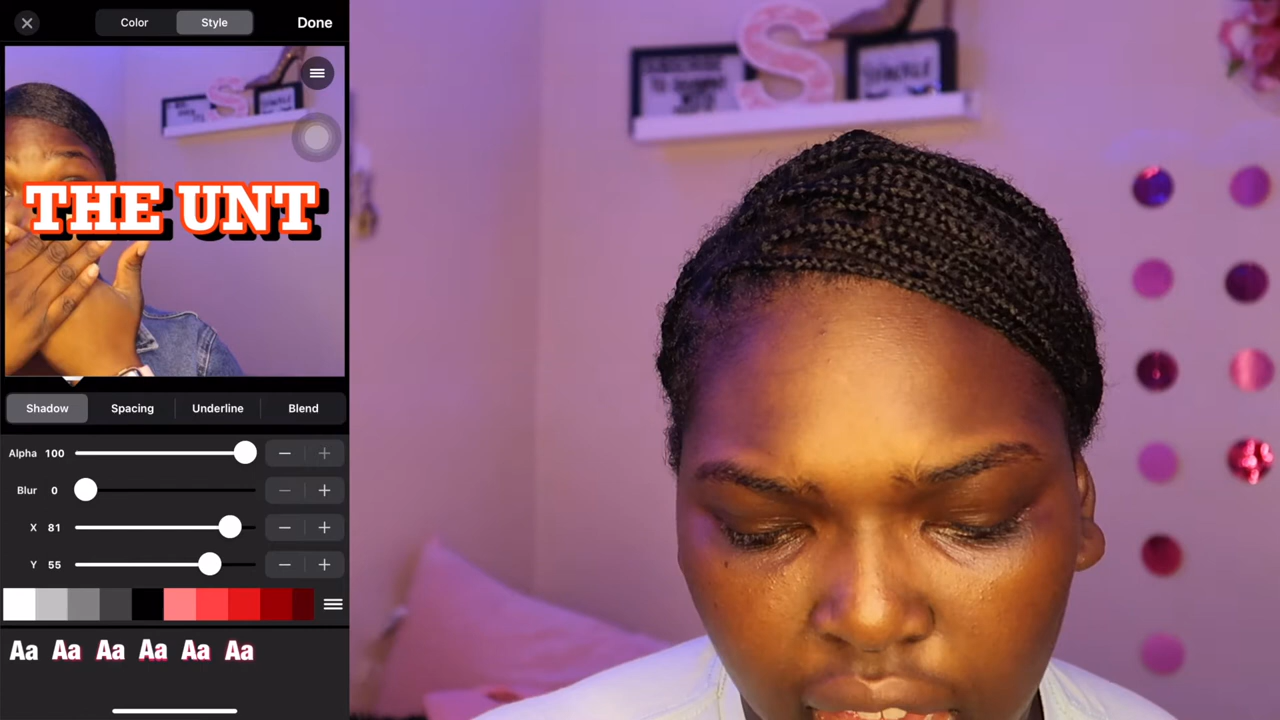 Color Style Done
THE UNT
Shadow Spacing Underline Blend
Alpha 100
Blur 0
X 81
Y 55
Aa Aa Aa Aa Aa Aa
S